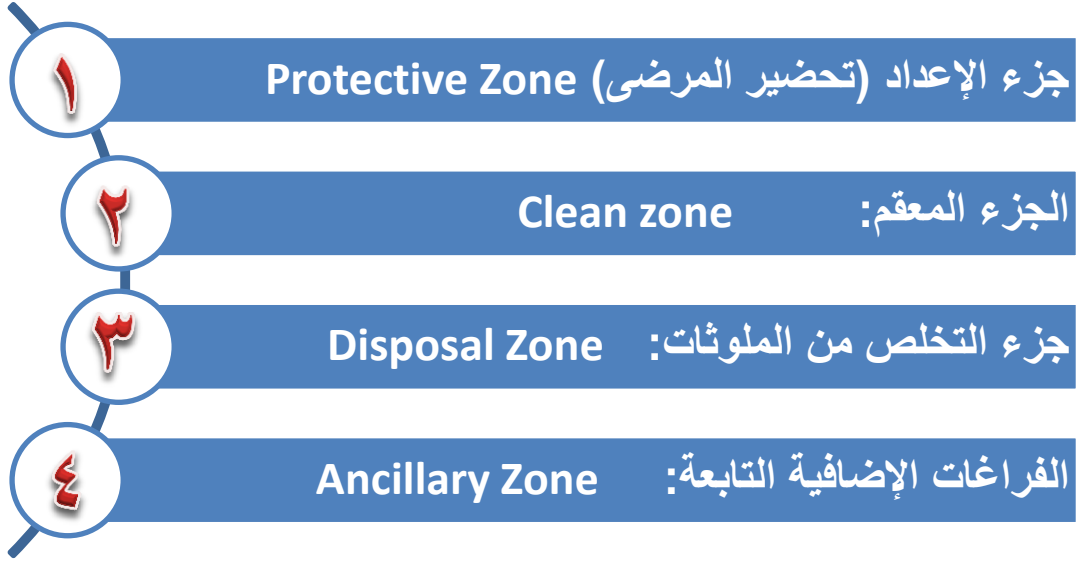 ١
جزء الإعداد (تحضير المرضى) Protective Zone
٢
الجزء المعقم: Clean zone
٣
جزء التخلص من الملوثات: Disposal Zone
٤
الفراغات الإضافية التابعة: Ancillary Zone